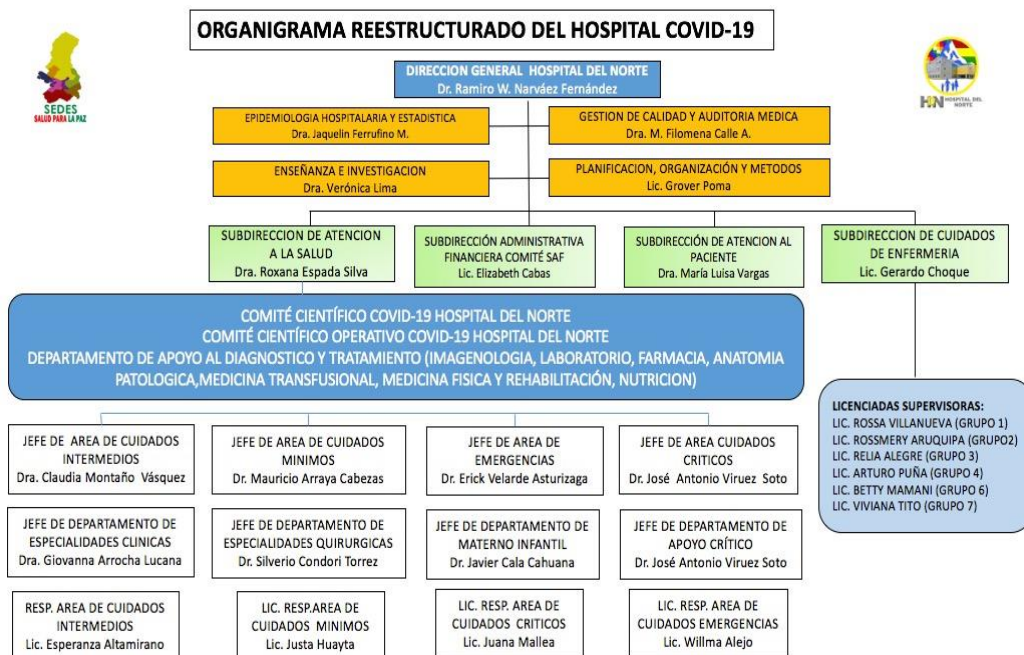 ORGANIGRAMA REESTRUCTURADO DEL HOSPITAL COVID-19
SEDES
SALUD PARA LA PAZ
HN HOSPITAL DEL
NORTE
DIRECCION GENERAL HOSPITAL DEL NORTE
Dr. Ramiro W. Narváez Fernández
EPIDEMIOLOGIA HOSPITALARIA Y ESTADISTICA
Dra. Jaquelin Ferrufino M.
GESTION DE CALIDAD Y AUDITORIA MEDICA
Dra. M. Filomena Calle A.
ENSEÑANZA E INVESTIGACION
Dra. Verónica Lima
PLANIFICACION, ORGANIZACIÓN Y METODOS
Lic. Grover Poma
SUBDIRECCION DE ATENCION
A LA SALUD
Dra. Roxana Espada Silva
SUBDIRECCIÓN ADMINISTRATIVA
FINANCIERA COMITÉ SAF
Lic. Elizabeth Cabas
SUBDIRECCIÓN DE ATENCION AL
PACIENTE
Dra. María Luisa Vargas
SUBDIRECCION DE CUIDADOS
DE ENFERMERIA
Lic. Gerardo Choque
COMITÉ CIENTÍFICO COVID-19 HOSPITAL DEL NORTE
COMITÉ CIENTÍFICO OPERATIVO COVID-19 HOSPITAL DEL NORTE
DEPARTAMENTO DE APOYO AL DIAGNOSTICO Y TRATAMIENTO (IMAGENOLOGIA, LABORATORIO, FARMACIA, ANATOMIA
PATOLOGICA,MEDICINA TRANSFUSIONAL, MEDICINA FISICA Y REHABILITACIÓN, NUTRICION)
LICENCIADAS SUPERVISORAS:
LIC. ROSSA VILLANUEVA (GRUPO 1)
LIC. ROSSMERY ARUQUIPA (GRUPO2)
LIC. RELIA ALEGRE (GRUPO 3)
LIC. ARTURO PUÑA (GRUPO 4)
LIC. BETTY MAMANI (GRUPO 6)
LIC. VIVIANA TITO (GRUPO 7)
JEFE DE AREA DE CUIDADOS
INTERMEDIOS
Dra. Claudia Montaño Vásquez
JEFE DE AREA DE CUIDADOS
MINIMOS
Dr. Mauricio Arraya Cabezas
JEFE DE AREA DE
EMERGENCIAS
Dr. Erick Velarde Asturizaga
JEFE DE AREA CUIDADOS
CRITICOS
Dr. José Antonio Viruez Soto
JEFE DE DEPARTAMENTO DE
ESPECIALIDADES CLINICAS
Dra. Giovanna Arrocha Lucana
JEFE DE DEPARTAMENTO DE
ESPECIALIDADES QUIRURGICAS
Dr. Silverio Condori Torrez
JEFE DE DEPARTAMENTO DE
MATERNO INFANTIL
Dr. Javier Cala Cahuana
JEFE DE DEPARTAMENTO DE
APOYO CRÍTICO
Dr. José Antonio Viruez Soto
RESP. AREA DE CUIDADOS
INTERMEDIOS
Lic. Esperanza Altamirano
LIC. RESP.AREA DE
CUIDADOS MINIMOS
Lic. Justa Huayta
LIC. RESP. AREA DE
CUIDADOS CRITICOS
Lic. Juana Mallea
LIC. RESP. AREA DE
CUIDADOS EMERGENCIAS
Lic. Willma Alejo